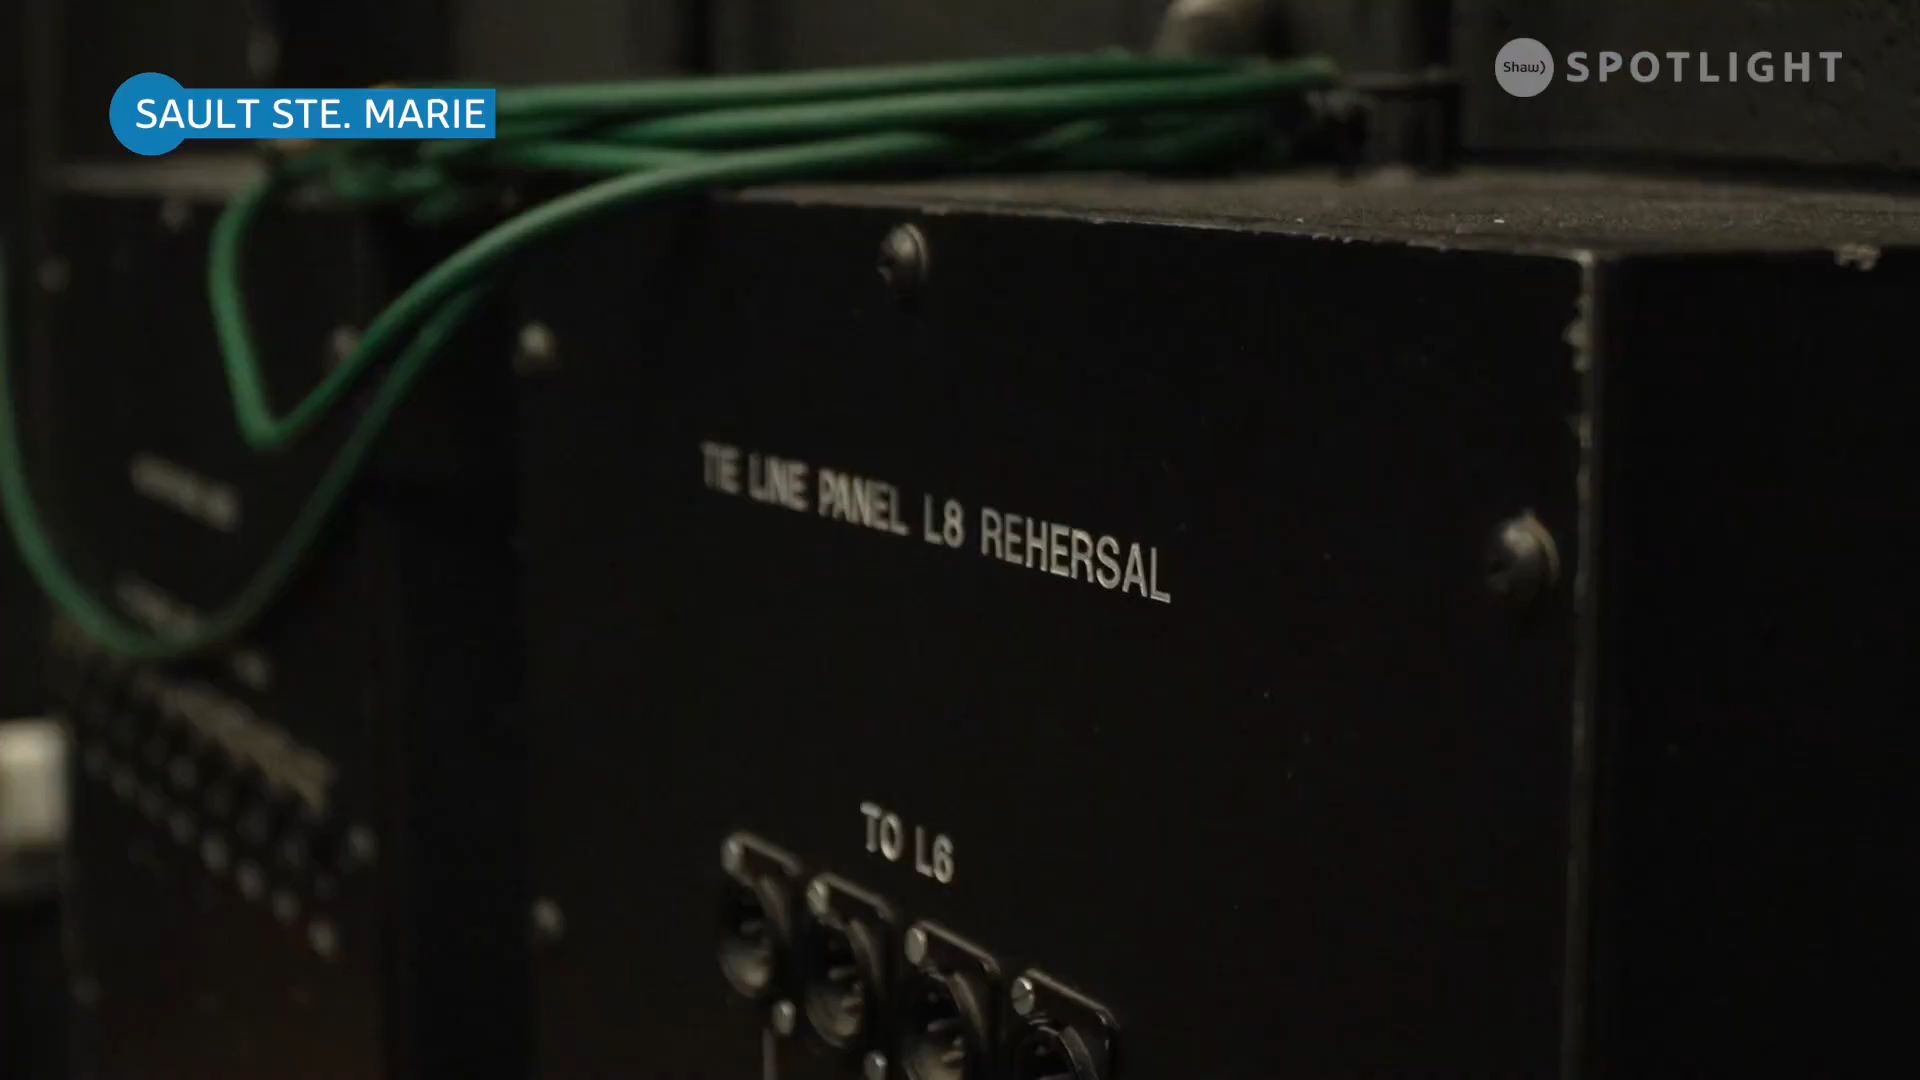 SAULT STE. MARIE
Shaw) SPOTLIGHT
TIE LINE PANEL L8 REHERSAL
TO L6